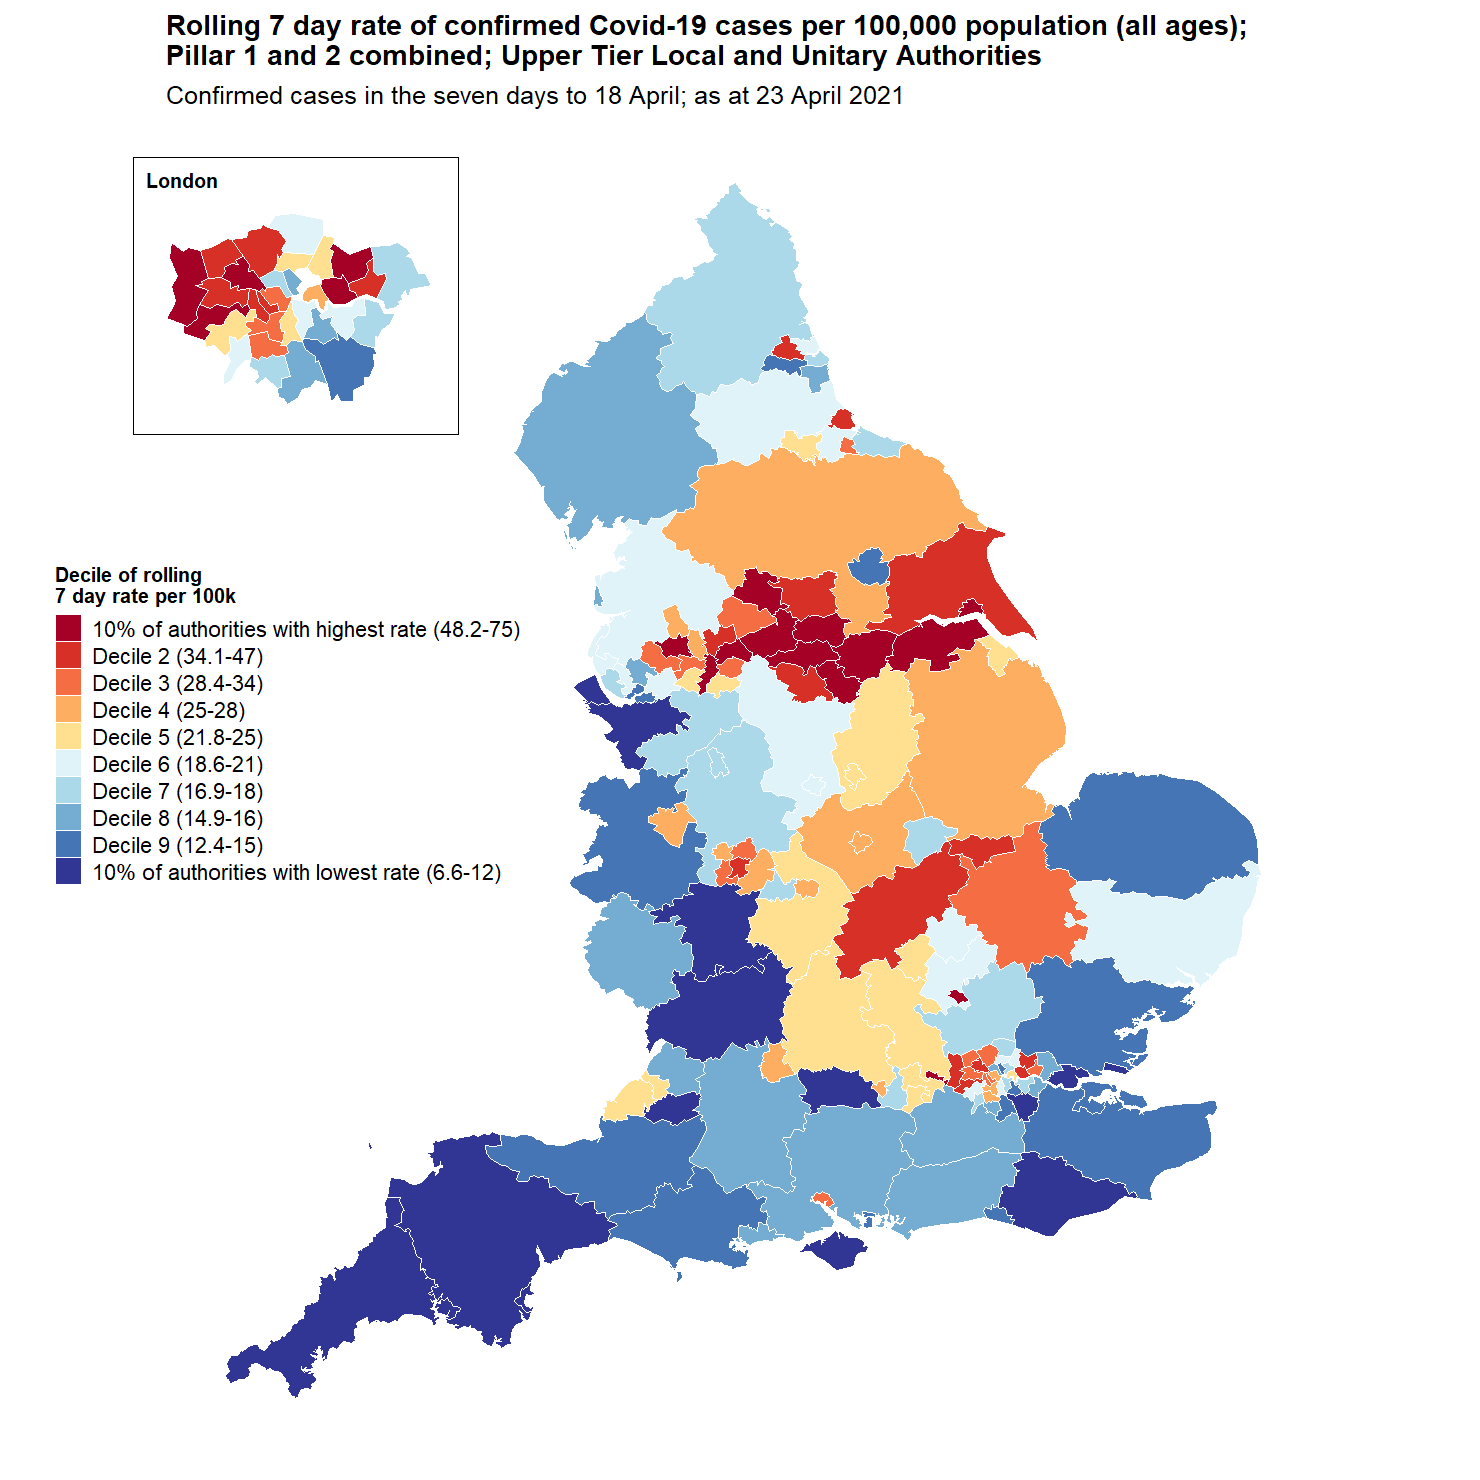 Rolling 7 day rate of confirmed Covid-19 cases per 100,000 population (all ages);
Pillar 1 and 2 combined; Upper Tier Local and Unitary Authorities
Confirmed cases in the seven days to 18 April; as at 23 April 2021
London
Decile of rolling
7 day rate per 100k
10% of authorities with highest rate (48.2-75)
Decile 2 (34.1-47)
Decile 3 (28.4-34)
Decile 4 (25-28)
Decile 5 (21.8-25)
Decile 6 (18.6-21)
Decile 7 (16.9-18)
Decile 8 (14.9-16)
Decile 9 (12.4-15)
10% of authorities with lowest rate (6.6-12)